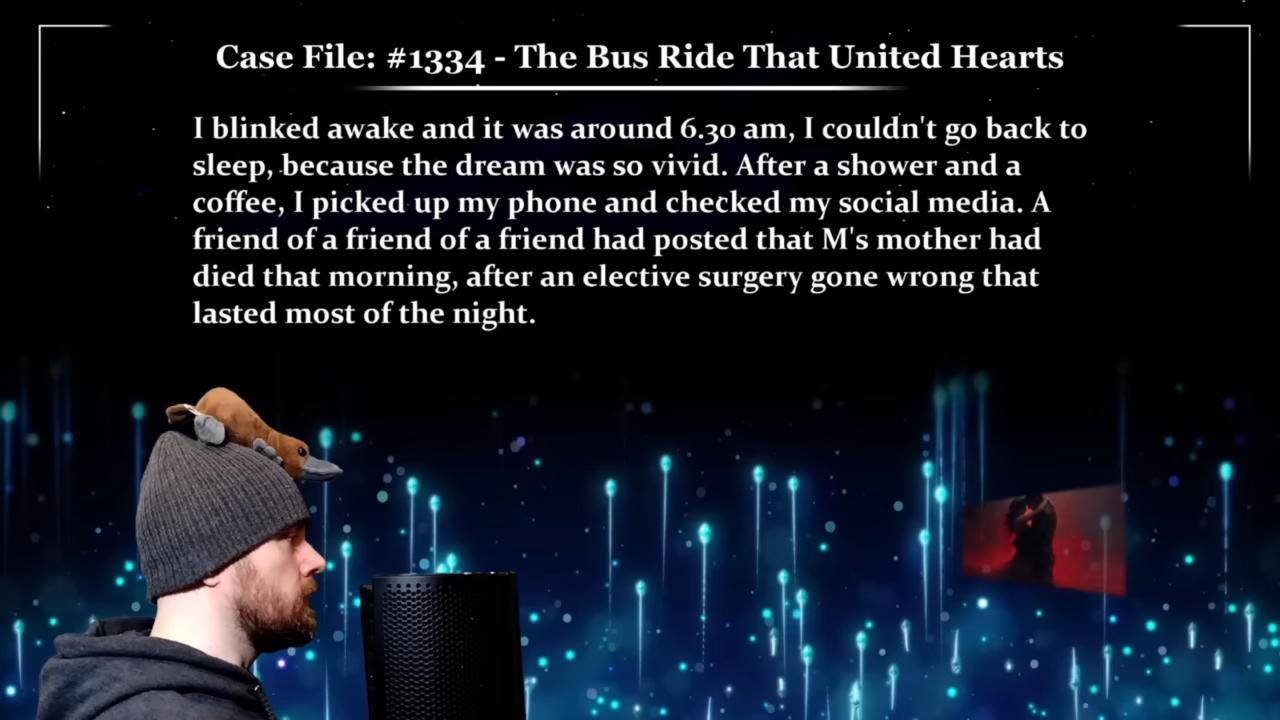 Case File: #1334 - The Bus Ride That United Hearts
I blinked awake and it was around 6.30 am, I couldn't go back to
sleep, because the dream was so vivid. After a shower and a
coffee, I picked up my phone and checked my social media. A
friend of a friend of a friend had posted that M's mother had
died that morning, after an elective surgery gone wrong that
lasted most of the night.